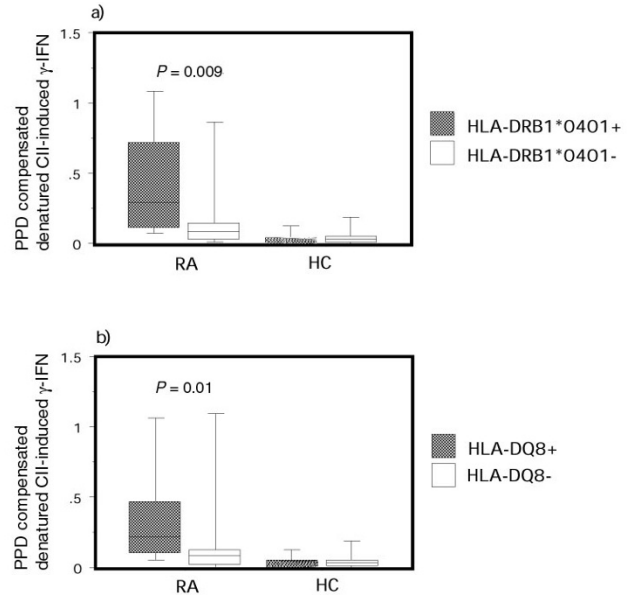 a)
PPD compensated
denatured CII-induced γ-IFN
1.5
1
.5
0
P = 0.009
RA
HC
HLA-DRB1*0401+
HLA-DRB1*0401-
b)
PPD compensated
denatured CII-induced γ-IFN
1.5
1
.5
0
P = 0.01
RA
HC
HLA-DQ8+
HLA-DQ8-